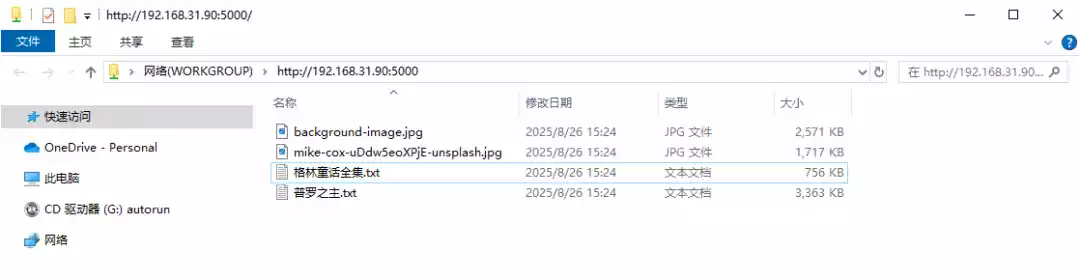 http://192.168.31.90:5000/
文件 主页 共享 查看
网络(WORKGROUP) http://192.168.31.90:5000 在 http://192.168.31.90...
快速访问
OneDrive - Personal
此电脑
CD 驱动器 (G:) autorun
网络
名称 修改日期 类型 大小
background-image.jpg 2025/8/26 15:24 JPG 文件 2,571 KB
mike-cox-uDdw5eoXPjE-unsplash.jpg 2025/8/26 15:24 JPG 文件 1,717 KB
格林童话全集.txt 2025/8/26 15:24 文本文档 756 KB
普罗之主.txt 2025/8/26 15:24 文本文档 3,363 KB